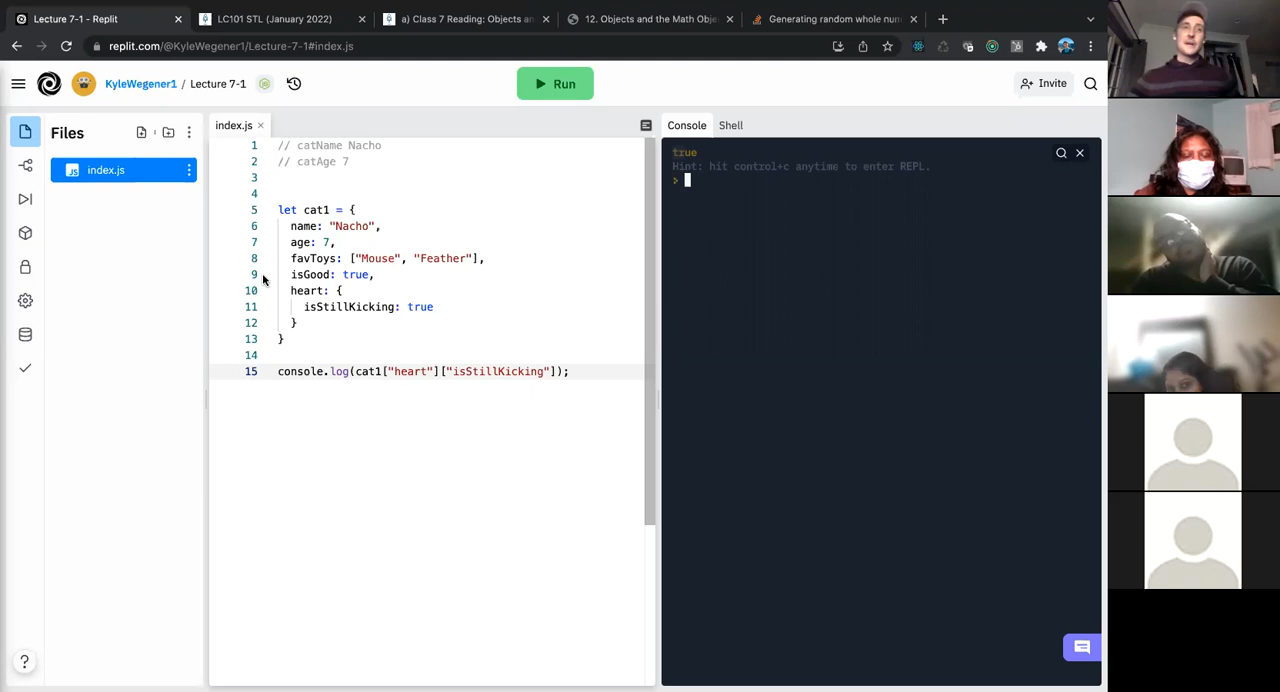 Lecture 7-1 - Replit
LC101 STL (January 2022)
a) Class 7 Reading: Objects an
12. Objects and the Math Obje
Generating random whole num
replit.com/@KyleWegener1/Lecture-7-1#index.js
KyleWegener1 / Lecture 7-1
Run
Invite
Files
index.js
index.js
Console
Shell
1 // catName Nacho
2 // catAge 7
3
4
5 let cat1 = {
6 name: "Nacho",
7 age: 7,
8 favToys: ["Mouse", "Feather"],
9 isGood: true,
10 heart: {
11 isStillKicking: true
12 }
13 }
14
15 console.log(cat1["heart"]["isStillKicking"]);
true
Hint: hit control+c anytime to enter REPL.
>
?